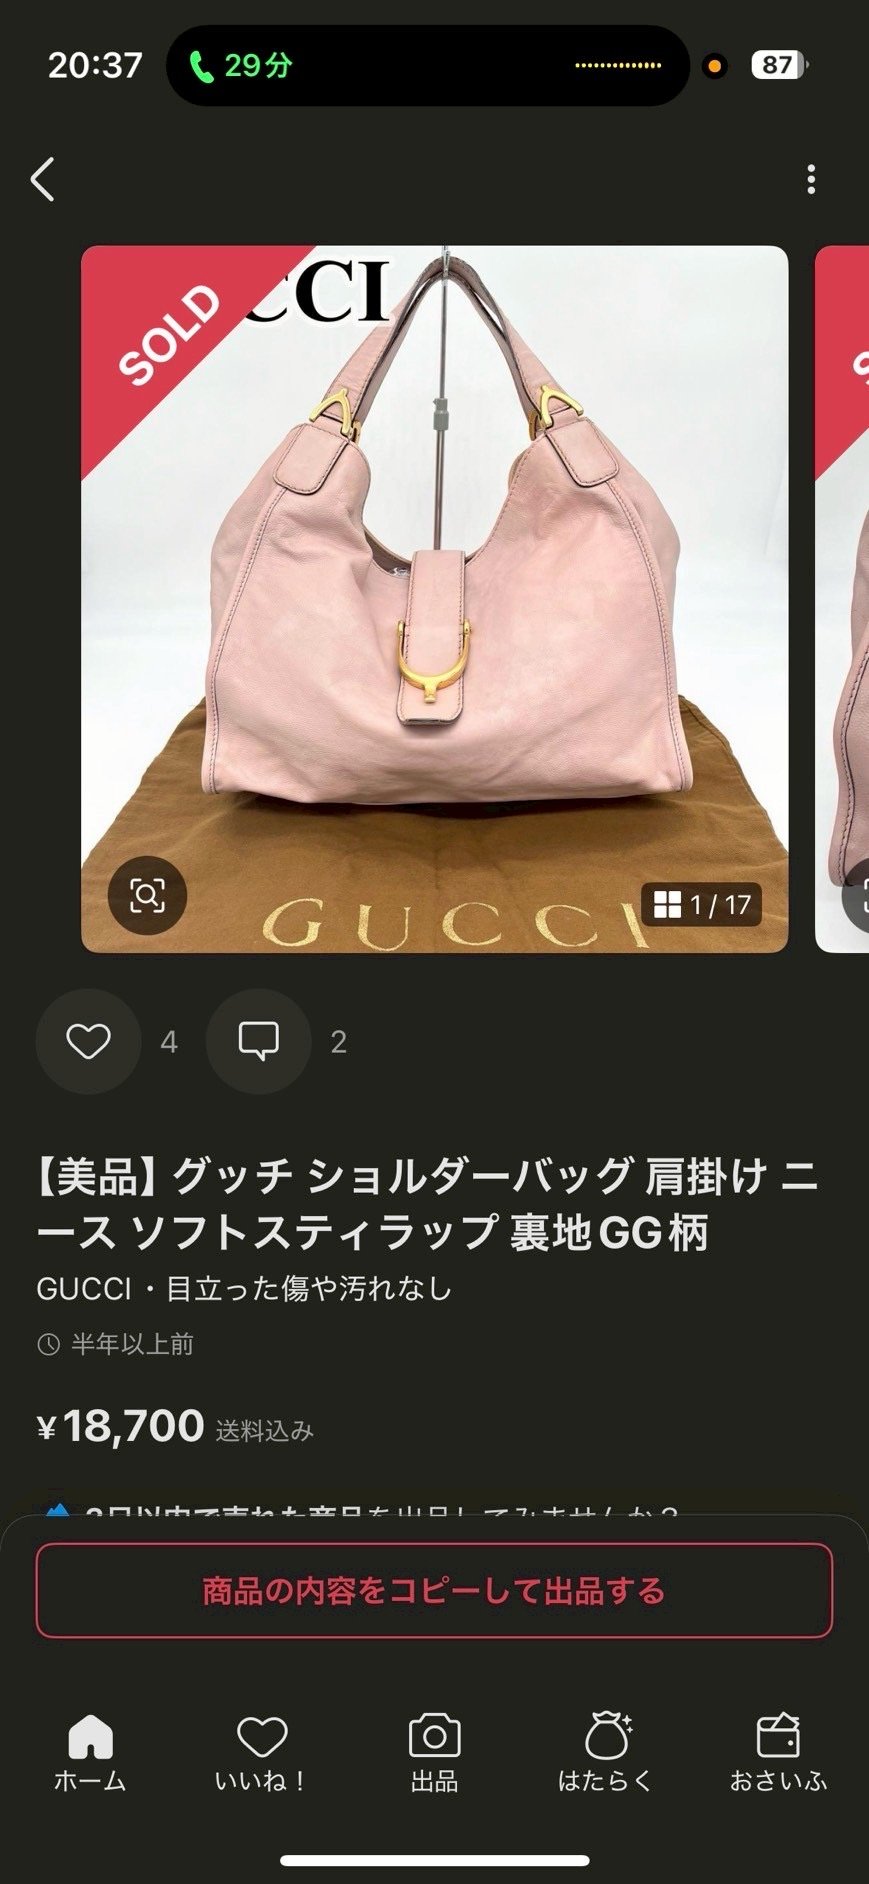 20:37
29分
87
SOLD
CCI
GUCCI
1 / 17
4
2
【美品】グッチ ショルダーバッグ 肩掛け ニ
ース ソフトスティラップ 裏地GG柄
GUCCI・目立った傷や汚れなし
半年以上前
¥18,700 送料込み
商品の内容をコピーして出品する
ホーム
いいね！
出品
はたらく
おさいふ